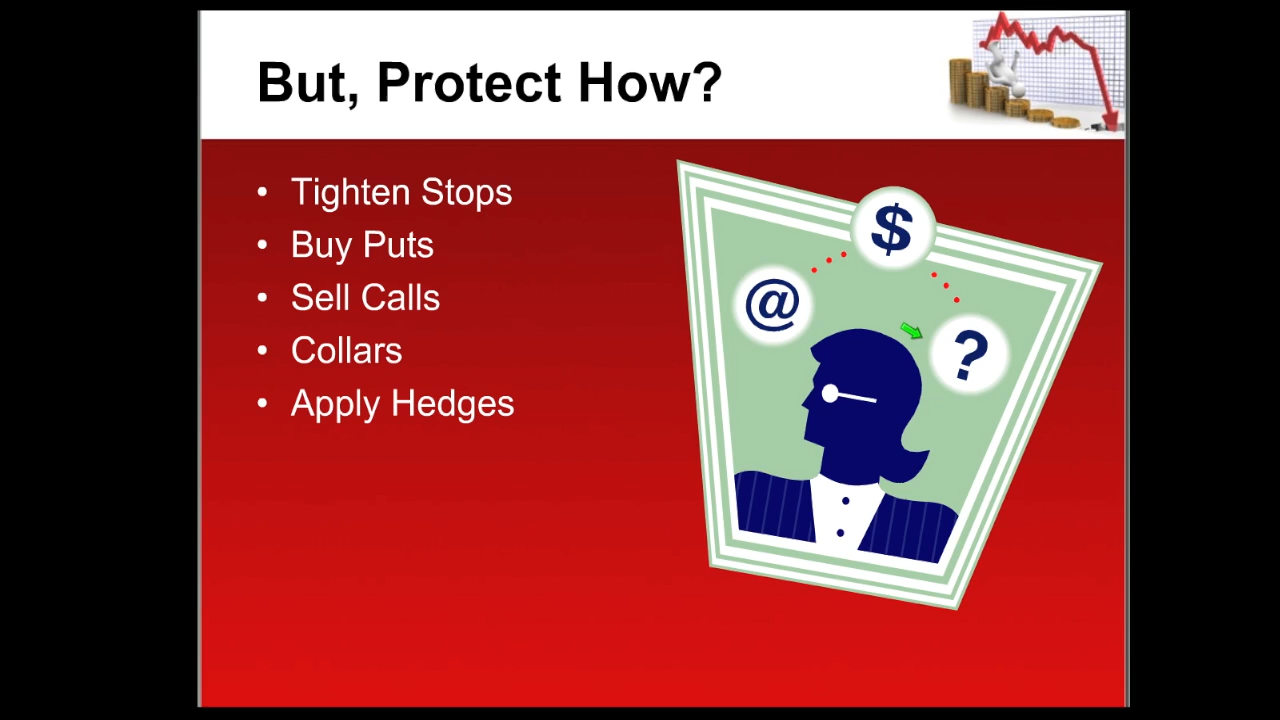 But, Protect How?
• Tighten Stops
• Buy Puts
• Sell Calls
• Collars
• Apply Hedges
$
@
?